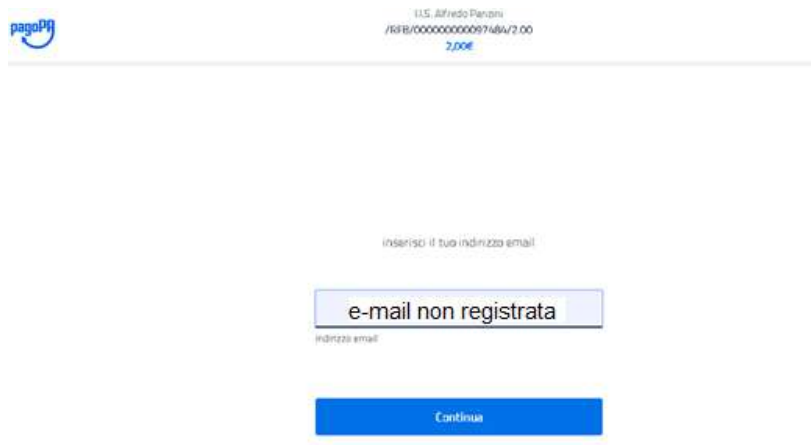 pagoPA
I.I.S. Alfredo Panzini
/RFB/000000000097484/2.00
2,00€
inserisci il tuo indirizzo email
e-mail non registrata
indirizzo email
Continua